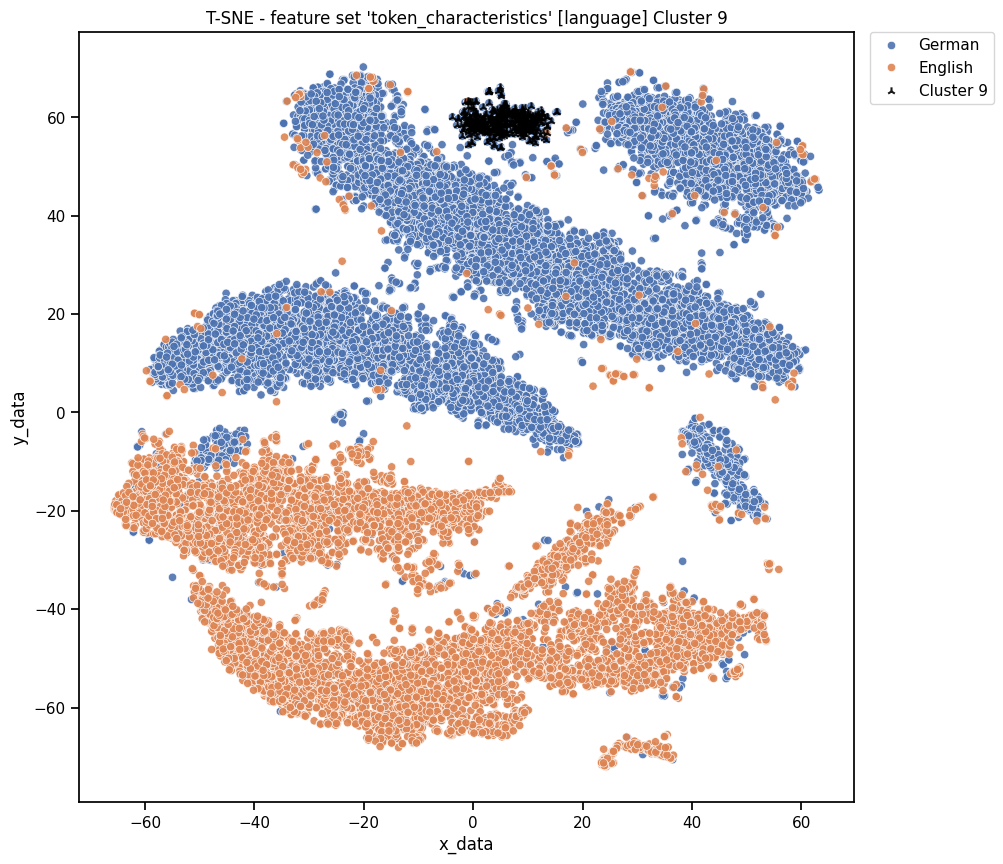 T-SNE - feature set 'token_characteristics' [language] Cluster 9
German
English
Cluster 9
60
40
20
0
−20
−40
−60
y_data
−60
−40
−20
0
20
40
60
x_data